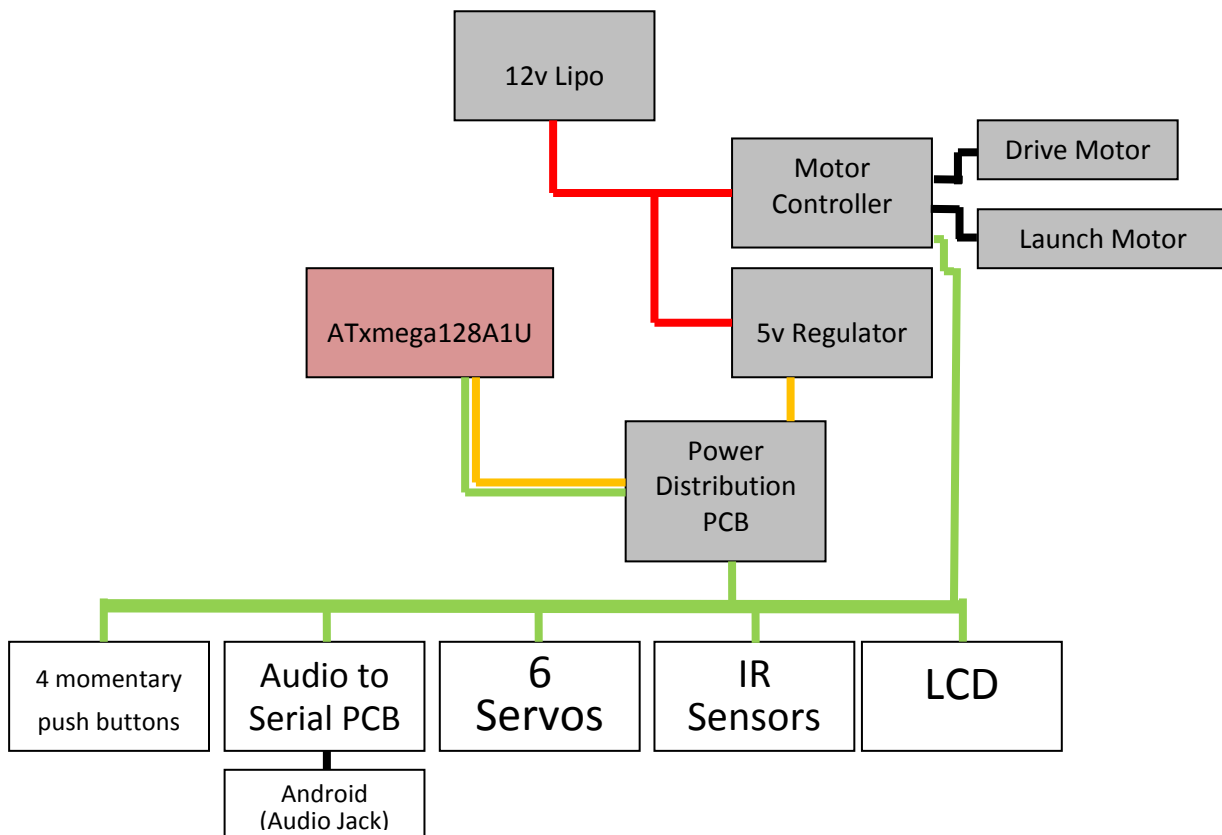 12v Lipo
Motor
Controller
Drive Motor
Launch Motor
ATxmega128A1U
5v Regulator
Power
Distribution
PCB
4 momentary
push buttons
Audio to
Serial PCB
6
Servos
IR
Sensors
LCD
Android
(Audio Jack)